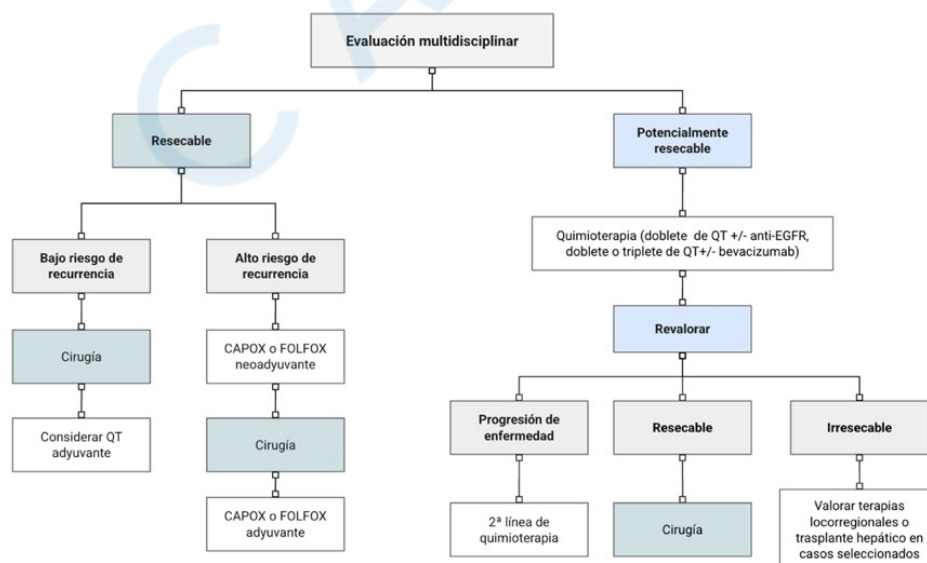 Evaluación multidisciplinar
Resecable
Potencialmente
resecable
Bajo riesgo de
recurrencia
Alto riesgo de
recurrencia
Quimioterapia (doblete de QT +/- anti-EGFR,
doblete o triplete de QT+/- bevacizumab)
Cirugía
CAPOX o FOLFOX
neoadyuvante
Revalorar
Considerar QT
adyuvante
Cirugía
Progresión de
enfermedad
Resecable
Irresecable
CAPOX o FOLFOX
adyuvante
2ª línea de
quimioterapia
Cirugía
Valorar terapias
locorregionales o
trasplante hepático en
casos seleccionados